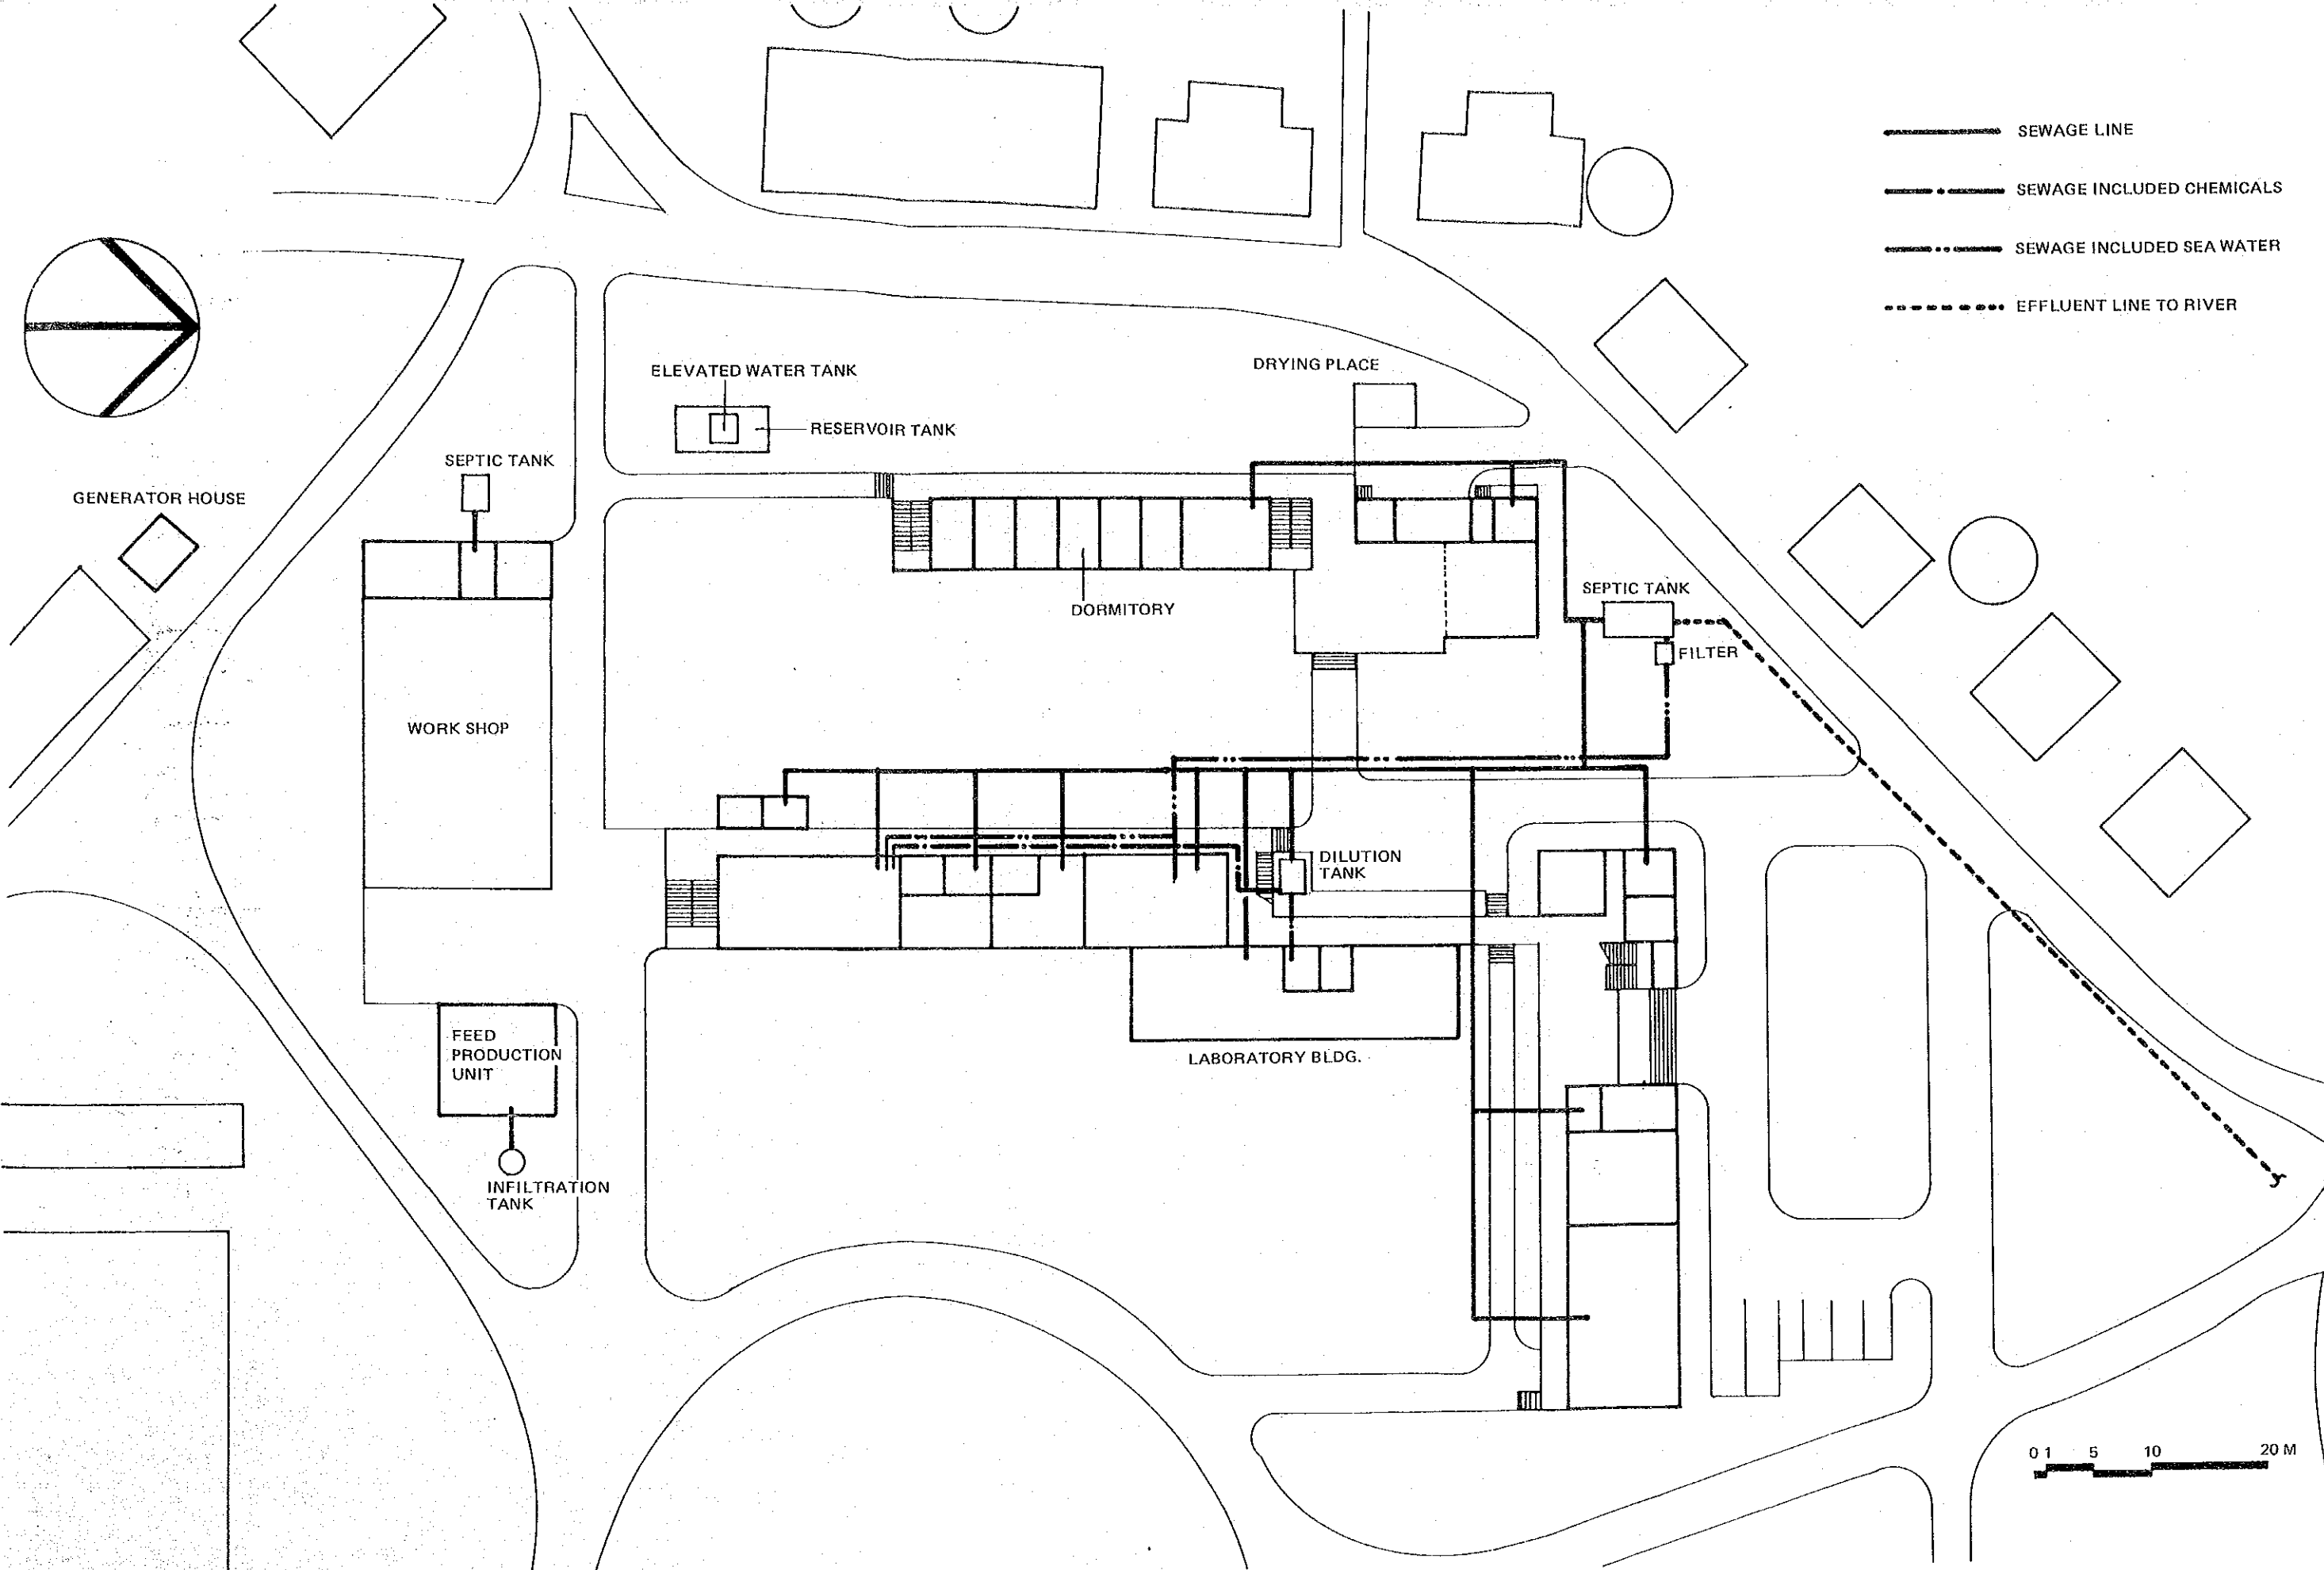 SEWAGE LINE
SEWAGE INCLUDED CHEMICALS
SEWAGE INCLUDED SEA WATER
EFFLUENT LINE TO RIVER
ELEVATED WATER TANK
DRYING PLACE
RESERVOIR TANK
SEPTIC TANK
GENERATOR HOUSE
DORMITORY
SEPTIC TANK
FILTER
WORK SHOP
DILUTION
TANK
LABORATORY BLDG.
FEED
PRODUCTION
UNIT
INFILTRATION
TANK
0 1 5 10 20 M